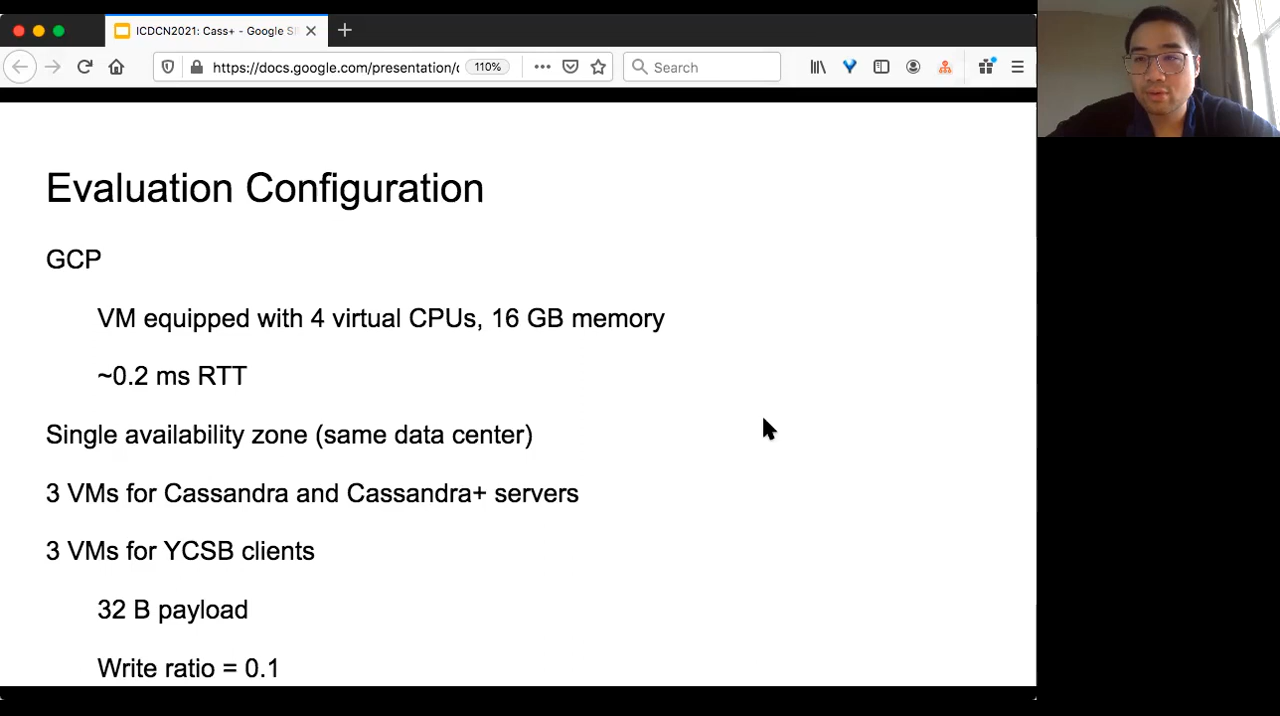 ICDCN2021: Cass+ - Google Sl
https://docs.google.com/presentation/c
110%
Search
Evaluation Configuration
GCP
VM equipped with 4 virtual CPUs, 16 GB memory
~0.2 ms RTT
Single availability zone (same data center)
3 VMs for Cassandra and Cassandra+ servers
3 VMs for YCSB clients
32 B payload
Write ratio = 0.1